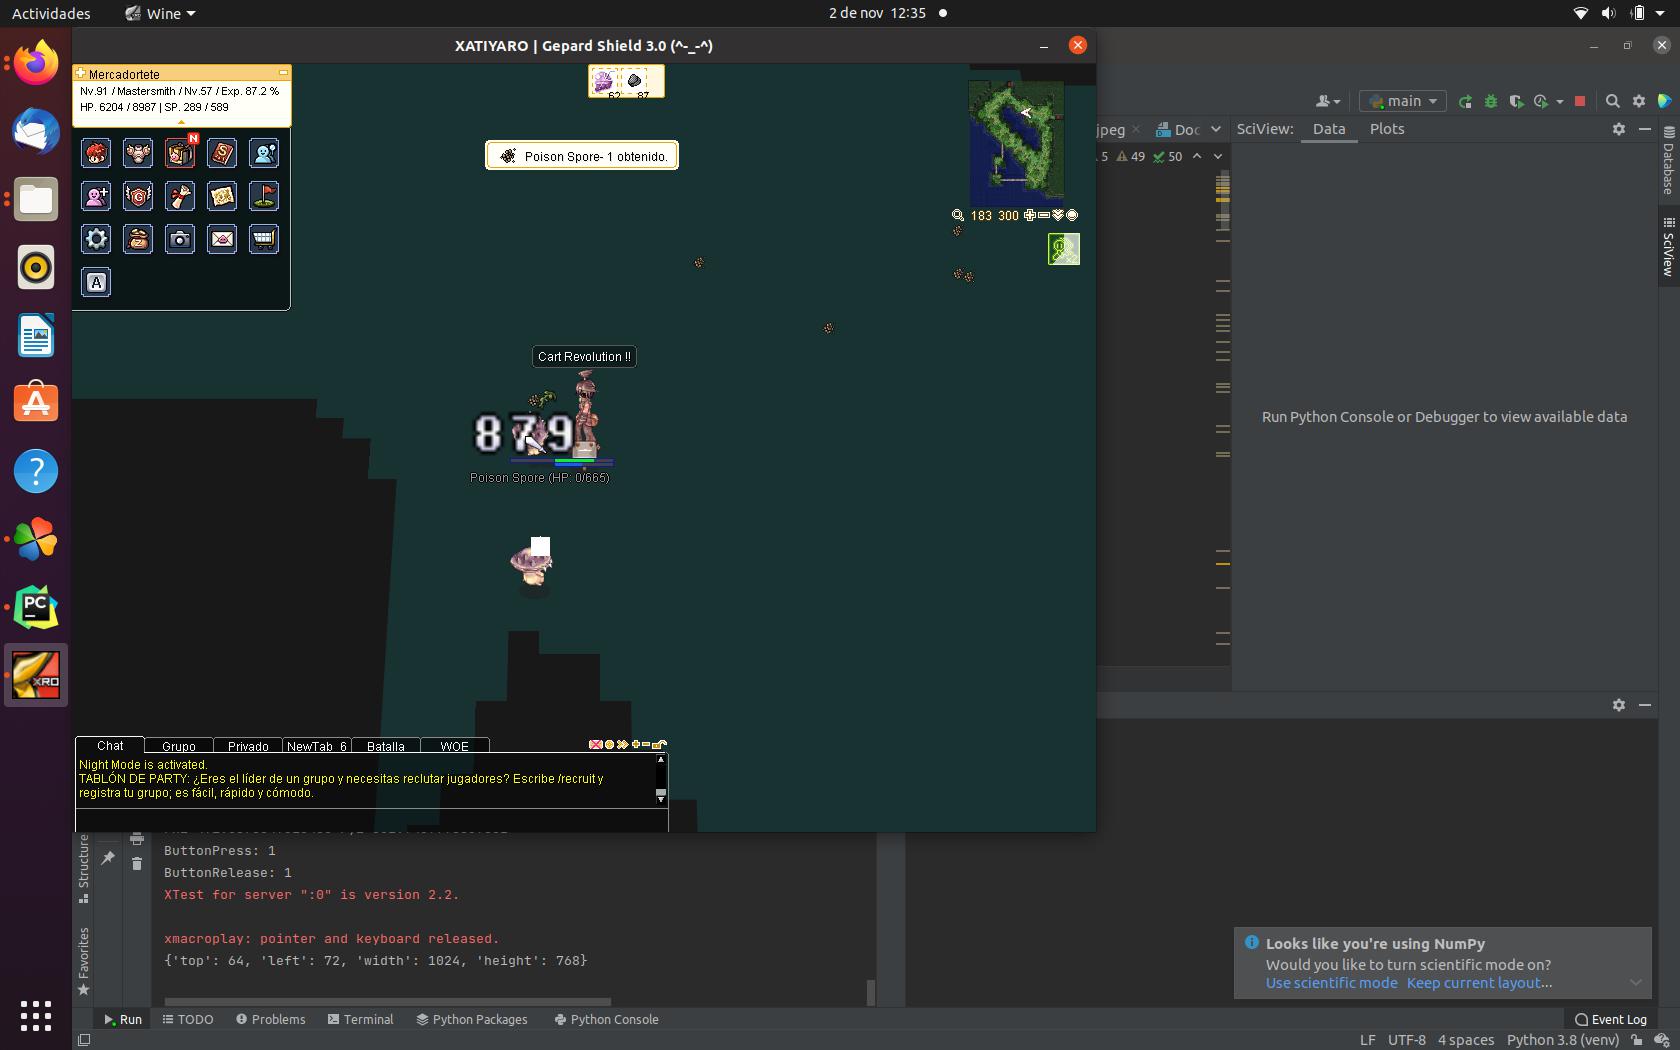 Actividades
Wine
2 de nov 12:35
XATIYARO | Gepard Shield 3.0 (^-_-^)
Mercadortete
Nv.91 / Mastersmith / Nv.57 / Exp. 87.2 %
HP. 6204 / 8987 | SP. 289 / 589
N
A
62
87
Poison Spore- 1 obtenido.
183 300
Cart Revolution !!
879
Poison Spore (HP: 0/665)
Chat
Grupo
Privado
NewTab_6
Batalla
WOE
Night Mode is activated.
TABLÓN DE PARTY: ¿Eres el líder de un grupo y necesitas reclutar jugadores? Escribe /recruit y
registra tu grupo; es fácil, rápido y cómodo.
main
jpeg
Doc
SciView:
Data
Plots
5
49
50
Database
SciView
Run Python Console or Debugger to view available data
PC
XRO
Structure
Favorites
ButtonPress: 1
ButtonRelease: 1
XTest for server ":0" is version 2.2.
xmacroplay: pointer and keyboard released.
{'top': 64, 'left': 72, 'width': 1024, 'height': 768}
Looks like you're using NumPy
Would you like to turn scientific mode on?
Use scientific mode Keep current layout...
Run
TODO
Problems
Terminal
Python Packages
Python Console
Event Log
LF UTF-8 4 spaces Python 3.8 (venv)